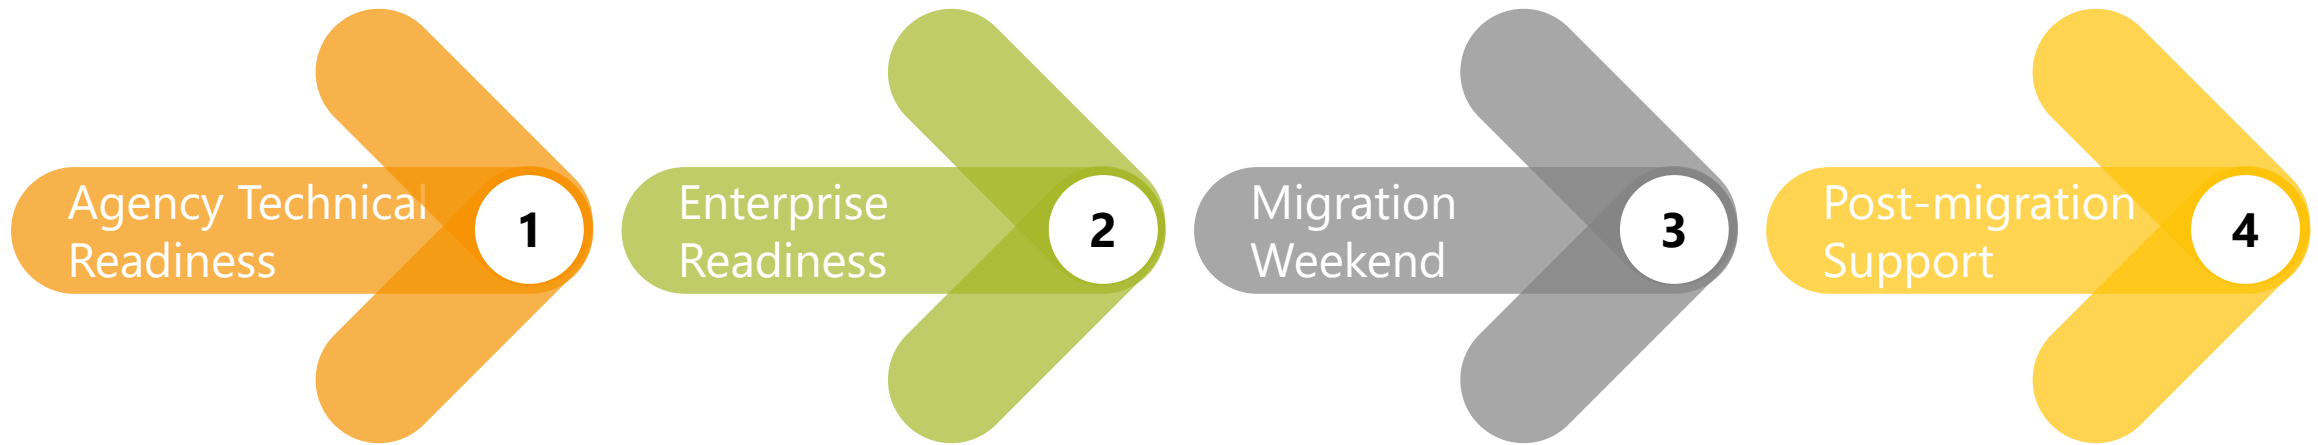 Agency Technical
Readiness
1
Enterprise
Readiness
2
Migration
Weekend
3
Post-migration
Support
4